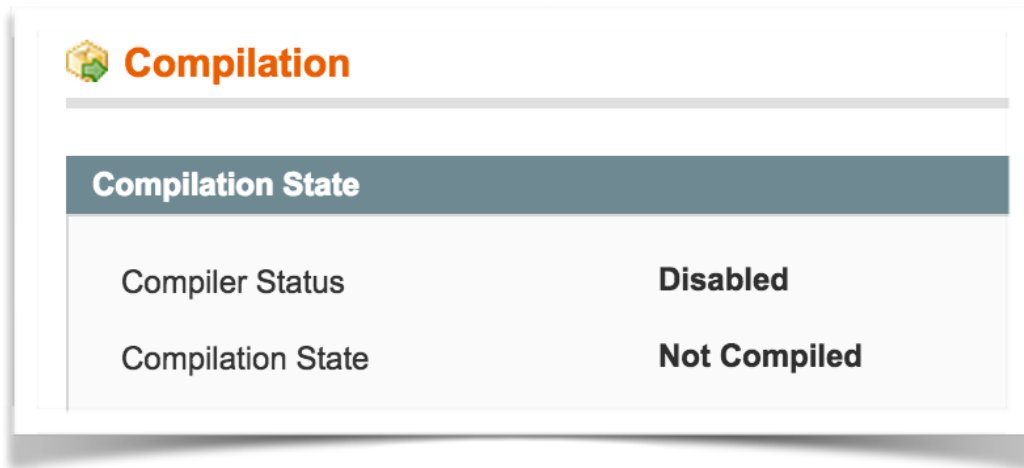 Compilation
Compilation State
Compiler Status Disabled
Compilation State Not Compiled